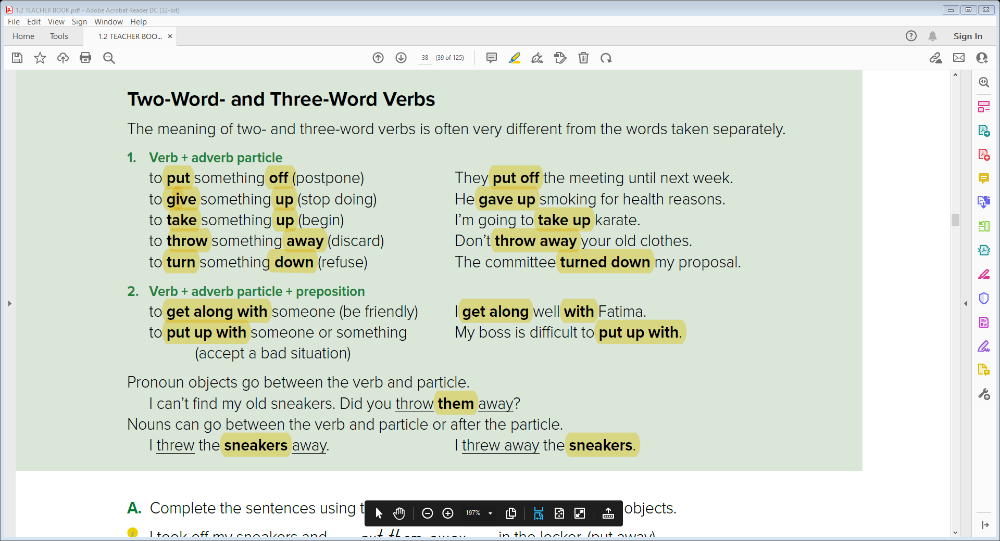 1.2 TEACHER BOOK.pdf - Adobe Acrobat Reader DC (32-bit)
File Edit View Sign Window Help
Home Tools 1.2 TEACHER BOO... × Sign In
38 (39 of 125)
Two-Word- and Three-Word Verbs
The meaning of two- and three-word verbs is often very different from the words taken separately.
1. Verb + adverb particle
to put something off (postpone) They put off the meeting until next week.
to give something up (stop doing) He gave up smoking for health reasons.
to take something up (begin) I'm going to take up karate.
to throw something away (discard) Don't throw away your old clothes.
to turn something down (refuse) The committee turned down my proposal.
2. Verb + adverb particle + preposition
to get along with someone (be friendly) I get along well with Fatima.
to put up with someone or something My boss is difficult to put up with.
(accept a bad situation)
Pronoun objects go between the verb and particle.
I can't find my old sneakers. Did you throw them away?
Nouns can go between the verb and particle or after the particle.
I threw the sneakers away. I threw away the sneakers.
A. Complete the sentences using t objects.
197%
I took off my sneakers and put them away in the locker. (put away)